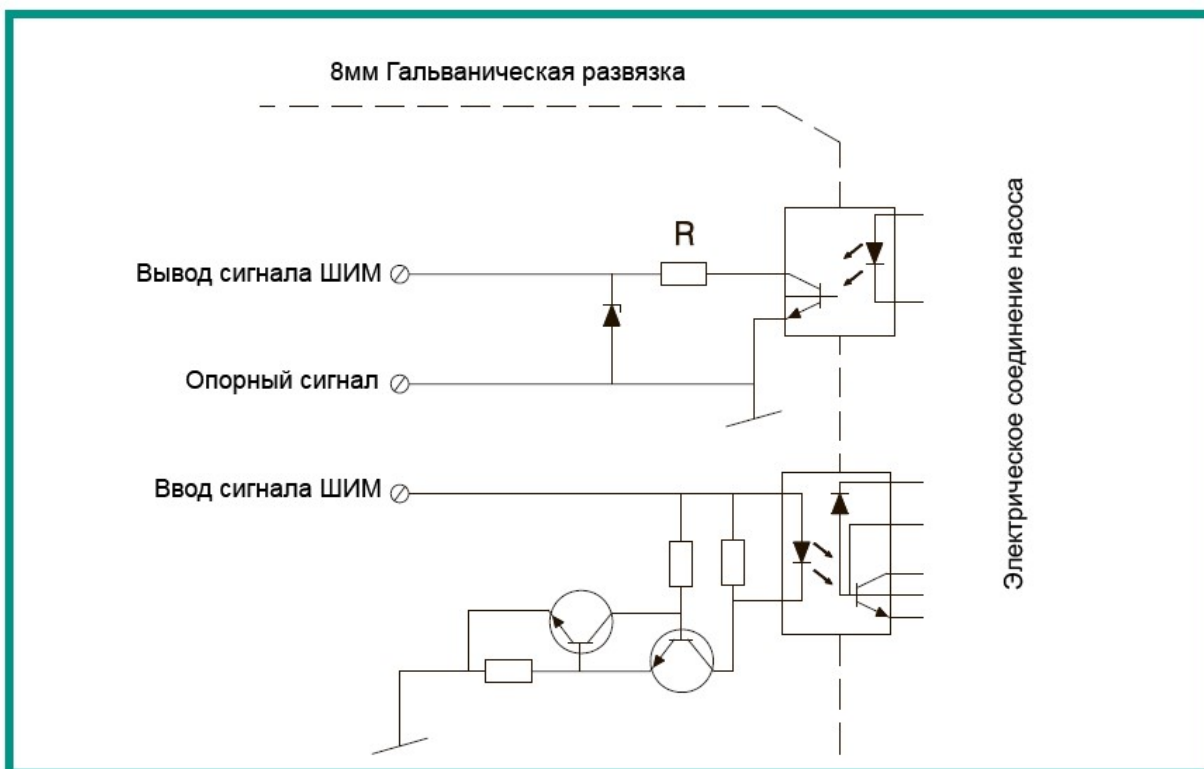 8мм Гальваническая развязка
R
Вывод сигнала ШИМ
Опорный сигнал
Ввод сигнала ШИМ
Электрическое соединение насоса